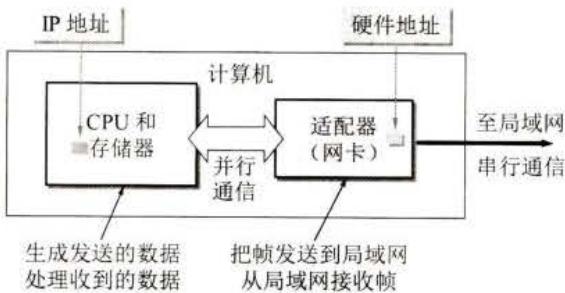 IP 地址
硬件地址
计算机
CPU 和
存储器
并行
通信
适配器
（网卡）
至局域网
串行通信
生成发送的数据
处理收到的数据
把帧发送到局域网
从局域网接收帧